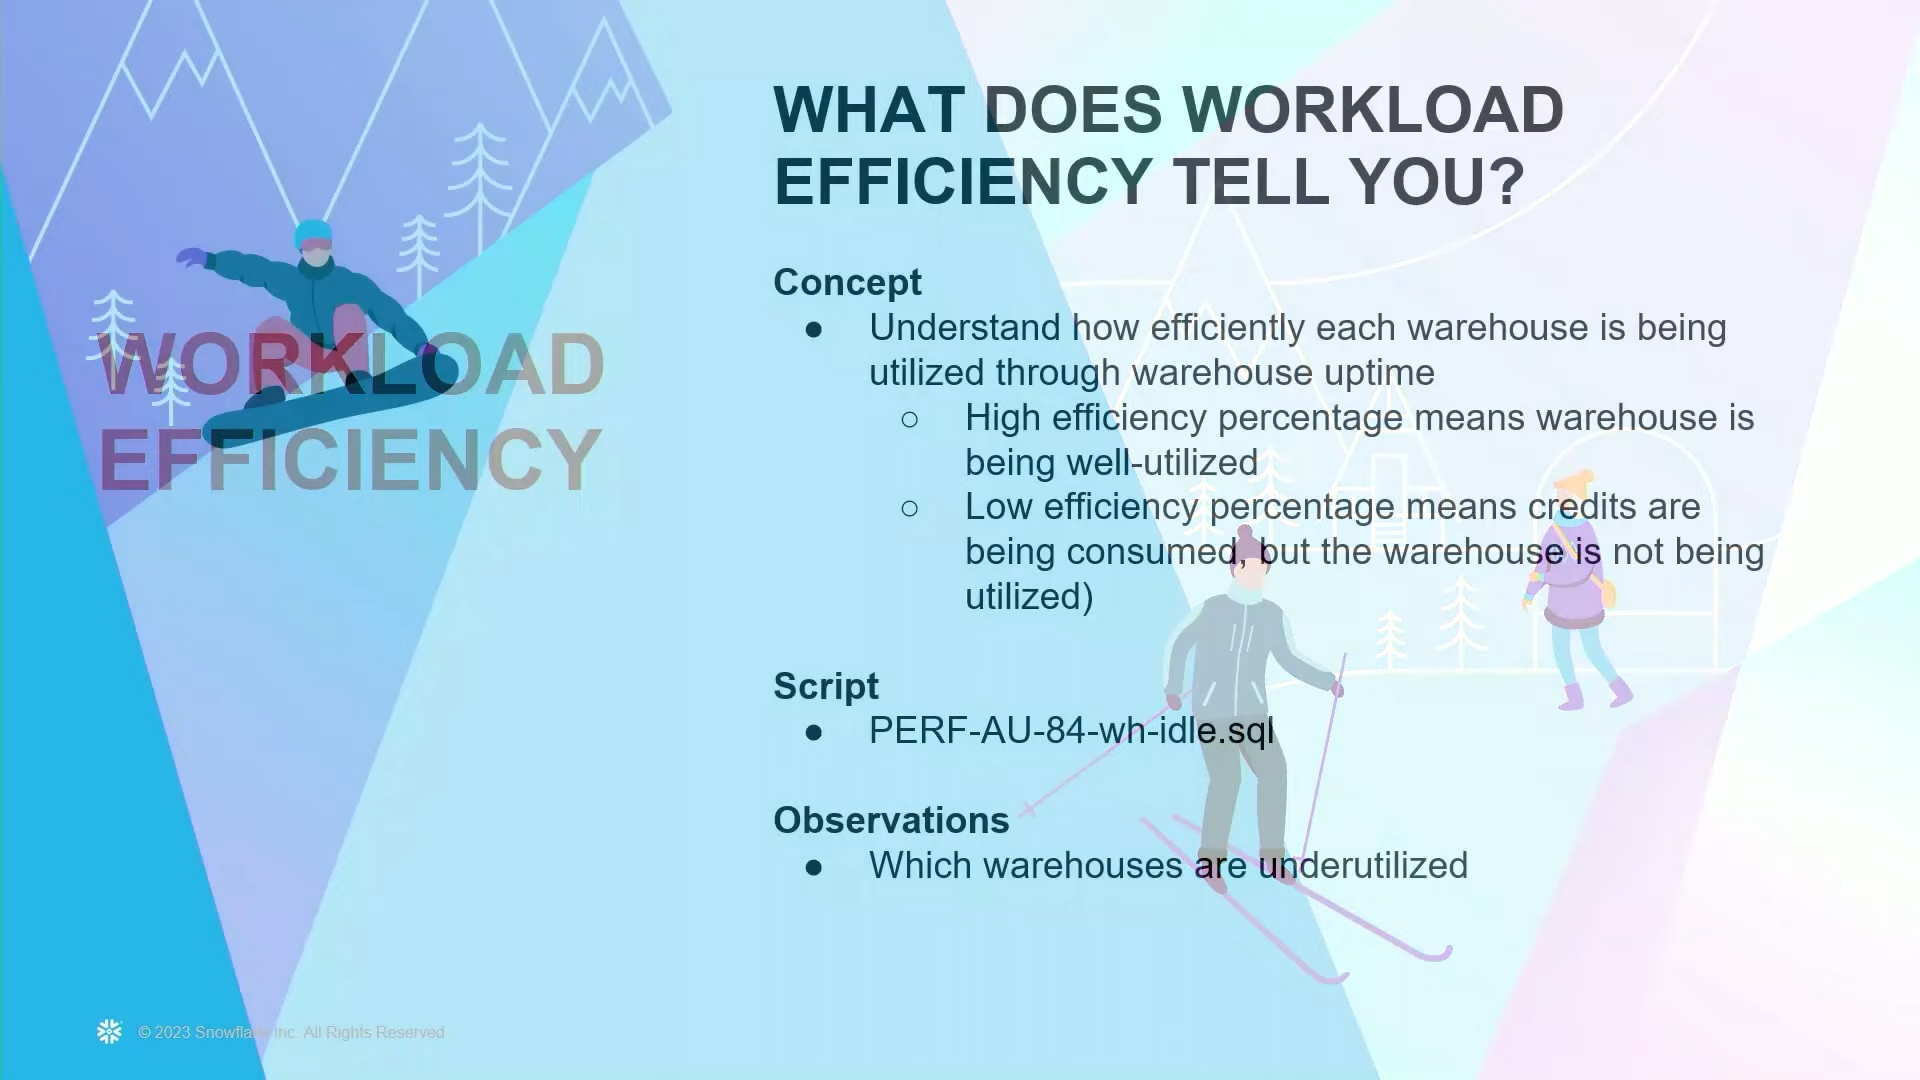 WORKLOAD
EFFICIENCY
WHAT DOES WORKLOAD
EFFICIENCY TELL YOU?
Concept
● Understand how efficiently each warehouse is being
utilized through warehouse uptime
○ High efficiency percentage means warehouse is
being well-utilized
○ Low efficiency percentage means credits are
being consumed, but the warehouse is not being
utilized)
Script
● PERF-AU-84-wh-idle.sql
Observations
● Which warehouses are underutilized
© 2023 Snowflake Inc. All Rights Reserved